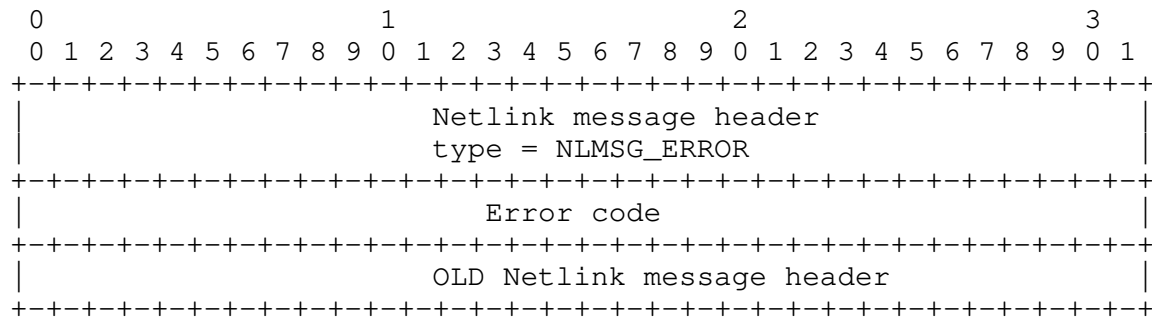 0                   1                   2                   3
 0 1 2 3 4 5 6 7 8 9 0 1 2 3 4 5 6 7 8 9 0 1 2 3 4 5 6 7 8 9 0 1
+-+-+-+-+-+-+-+-+-+-+-+-+-+-+-+-+-+-+-+-+-+-+-+-+-+-+-+-+-+-+-+-+
|                       Netlink message header                  |
|                       type = NLMSG_ERROR                      |
+-+-+-+-+-+-+-+-+-+-+-+-+-+-+-+-+-+-+-+-+-+-+-+-+-+-+-+-+-+-+-+-+
|                          Error code                           |
+-+-+-+-+-+-+-+-+-+-+-+-+-+-+-+-+-+-+-+-+-+-+-+-+-+-+-+-+-+-+-+-+
|                       OLD Netlink message header              |
+-+-+-+-+-+-+-+-+-+-+-+-+-+-+-+-+-+-+-+-+-+-+-+-+-+-+-+-+-+-+-+-+